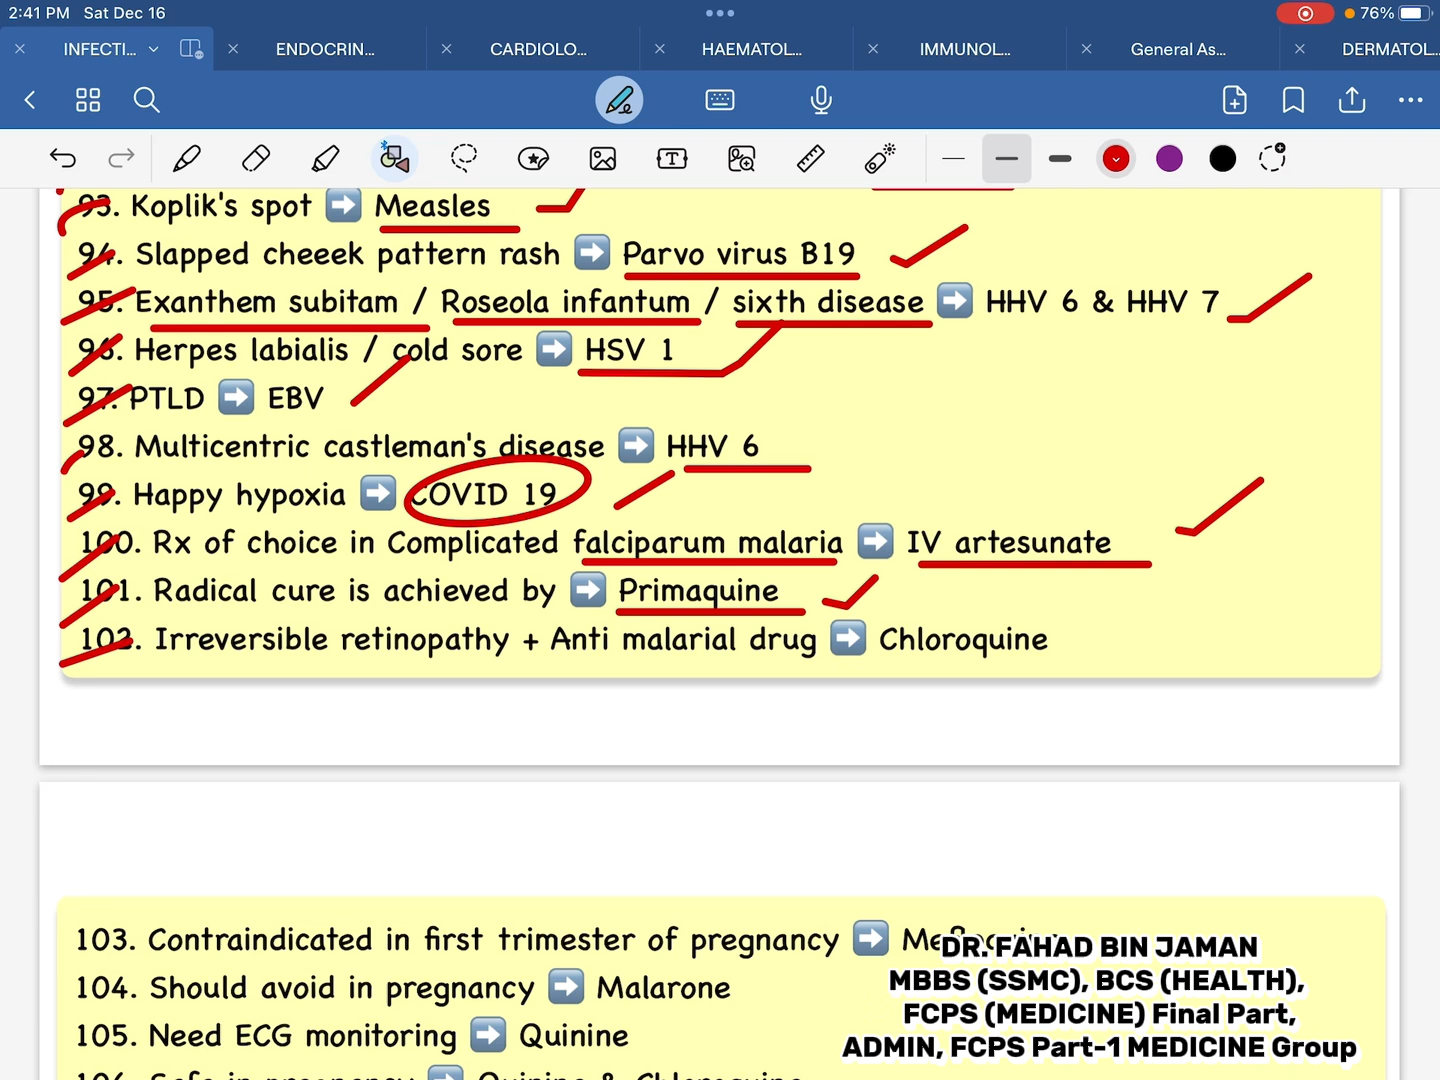 2:41 PM Sat Dec 16
76%
INFECTI...
ENDOCRIN...
CARDIOLO...
HAEMATOL...
IMMUNOL...
General As...
DERMATOL...
93. Koplik's spot ➡ Measles
94. Slapped cheeek pattern rash ➡ Parvo virus B19
95. Exanthem subitam / Roseola infantum / sixth disease ➡ HHV 6 & HHV 7
96. Herpes labialis / cold sore ➡ HSV 1
97. PTLD ➡ EBV
98. Multicentric castleman's disease ➡ HHV 6
99. Happy hypoxia ➡ COVID 19
100. Rx of choice in Complicated falciparum malaria ➡ IV artesunate
101. Radical cure is achieved by ➡ Primaquine
102. Irreversible retinopathy + Anti malarial drug ➡ Chloroquine
103. Contraindicated in first trimester of pregnancy ➡
104. Should avoid in pregnancy ➡ Malarone
105. Need ECG monitoring ➡ Quinine
106. Safe in pregnancy ➡ Quinine & Chloroquine
DR. FAHAD BIN JAMAN
MBBS (SSMC), BCS (HEALTH),
FCPS (MEDICINE) Final Part,
ADMIN, FCPS Part-1 MEDICINE Group